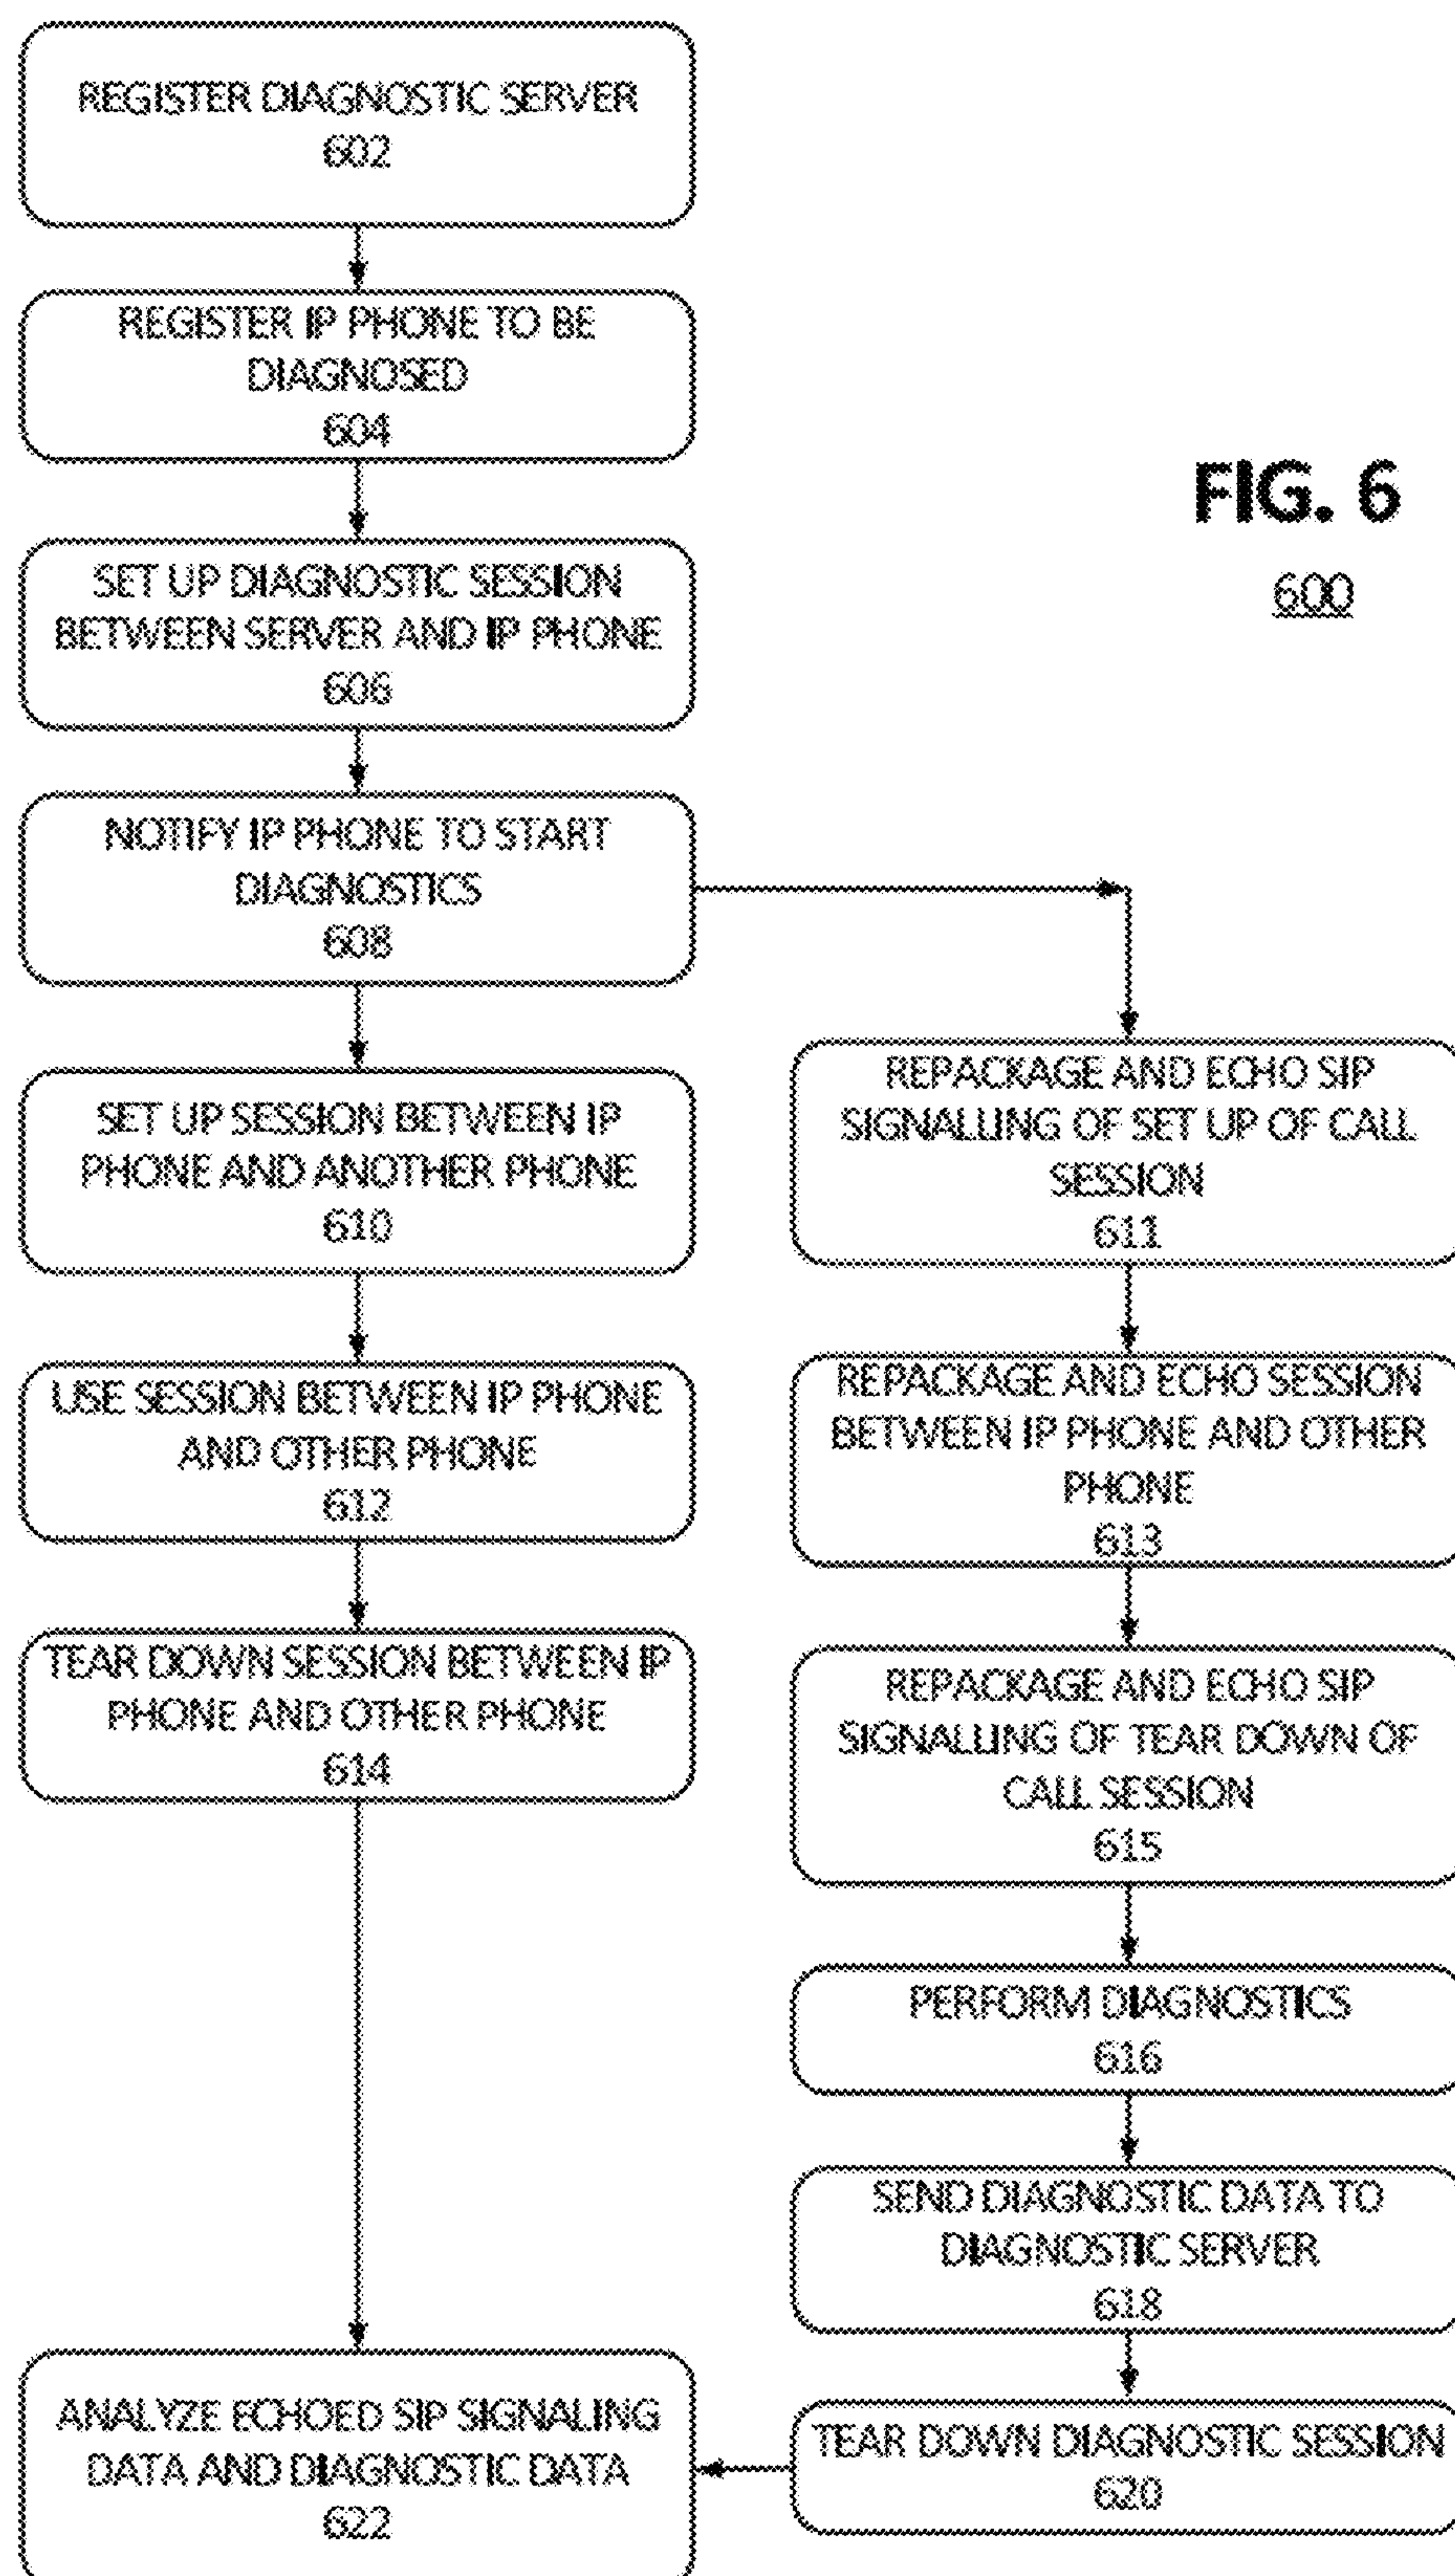 REGISTER DIAGNOSTIC SERVER
602
REGISTER IP PHONE TO BE
DIAGNOSED
604
FIG. 6
600
SET UP DIAGNOSTIC SESSION
BETWEEN SERVER AND IP PHONE
606
NOTIFY IP PHONE TO START
DIAGNOSTICS
608
SET UP SESSION BETWEEN IP
PHONE AND ANOTHER PHONE
610
USE SESSION BETWEEN IP PHONE
AND OTHER PHONE
612
TEAR DOWN SESSION BETWEEN IP
PHONE AND OTHER PHONE
614
REPACKAGE AND ECHO SIP
SIGNALLING OF SET UP OF CALL
SESSION
611
REPACKAGE AND ECHO SESSION
BETWEEN IP PHONE AND OTHER
PHONE
613
REPACKAGE AND ECHO SIP
SIGNALLING OF TEAR DOWN OF
CALL SESSION
615
PERFORM DIAGNOSTICS
616
SEND DIAGNOSTIC DATA TO
DIAGNOSTIC SERVER
618
TEAR DOWN DIAGNOSTIC SESSION
620
ANALYZE ECHOED SIP SIGNALING
DATA AND DIAGNOSTIC DATA
622